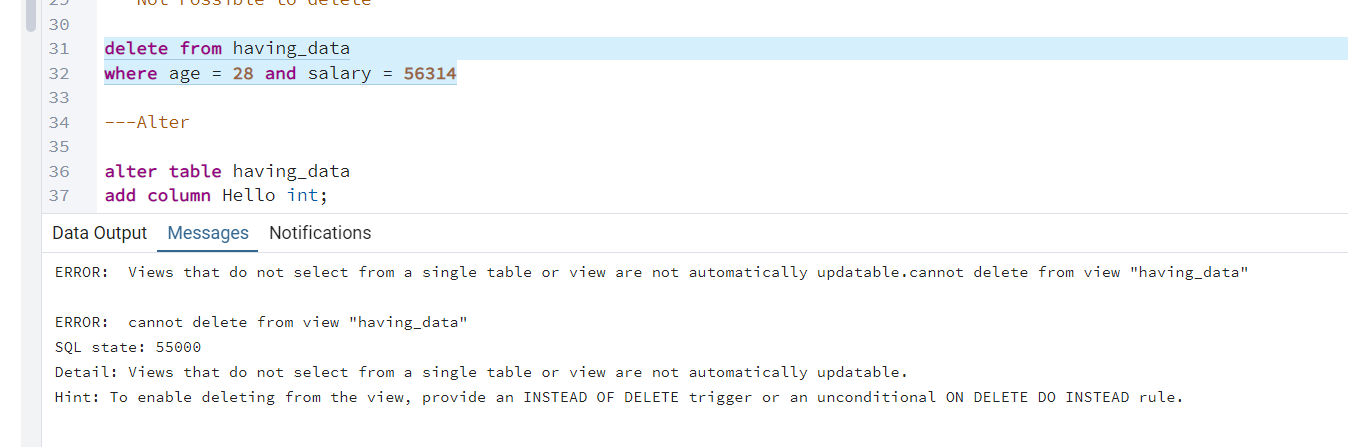 29 Not Possible to delete
30
31 delete from having_data
32 where age = 28 and salary = 56314
33
34 ---Alter
35
36 alter table having_data
37 add column Hello int;
Data Output Messages Notifications
ERROR:  Views that do not select from a single table or view are not automatically updatable.cannot delete from view "having_data"
ERROR:  cannot delete from view "having_data"
SQL state: 55000
Detail: Views that do not select from a single table or view are not automatically updatable.
Hint: To enable deleting from the view, provide an INSTEAD OF DELETE trigger or an unconditional ON DELETE DO INSTEAD rule.